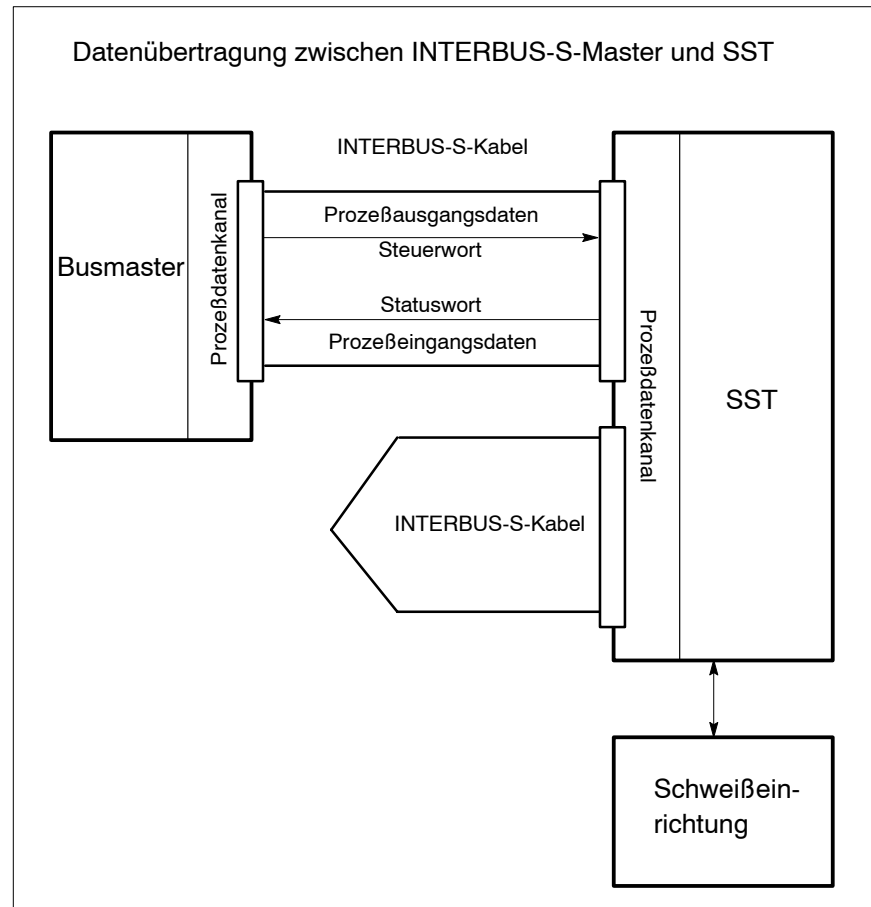 Datenübertragung zwischen INTERBUS-S-Master und SST
INTERBUS-S-Kabel
Busmaster
Prozeßdatenkanal
Prozeßausgangsdaten
Steuerwort
Statuswort
Prozeßeingangsdaten
Prozeßdatenkanal
SST
INTERBUS-S-Kabel
Schweißein-
richtung